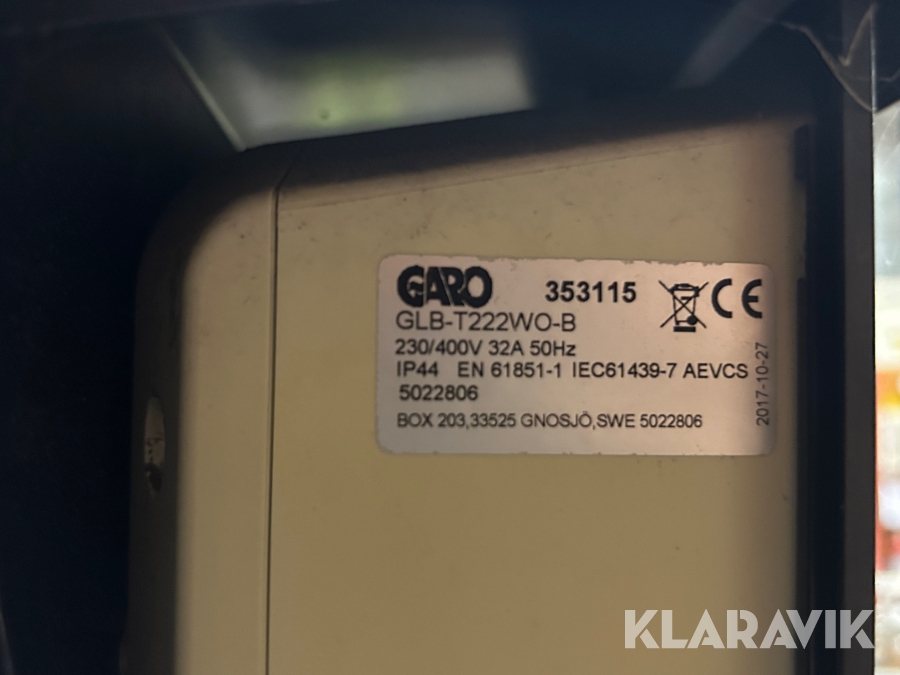 GARO 353115 CE
GLB-T222WO-B
230/400V 32A 50Hz
IP44 EN 61851-1 IEC61439-7 AEVCS
5022806
BOX 203,33525 GNOSJÖ,SWE 5022806
2017-10-27
KLARAVIK